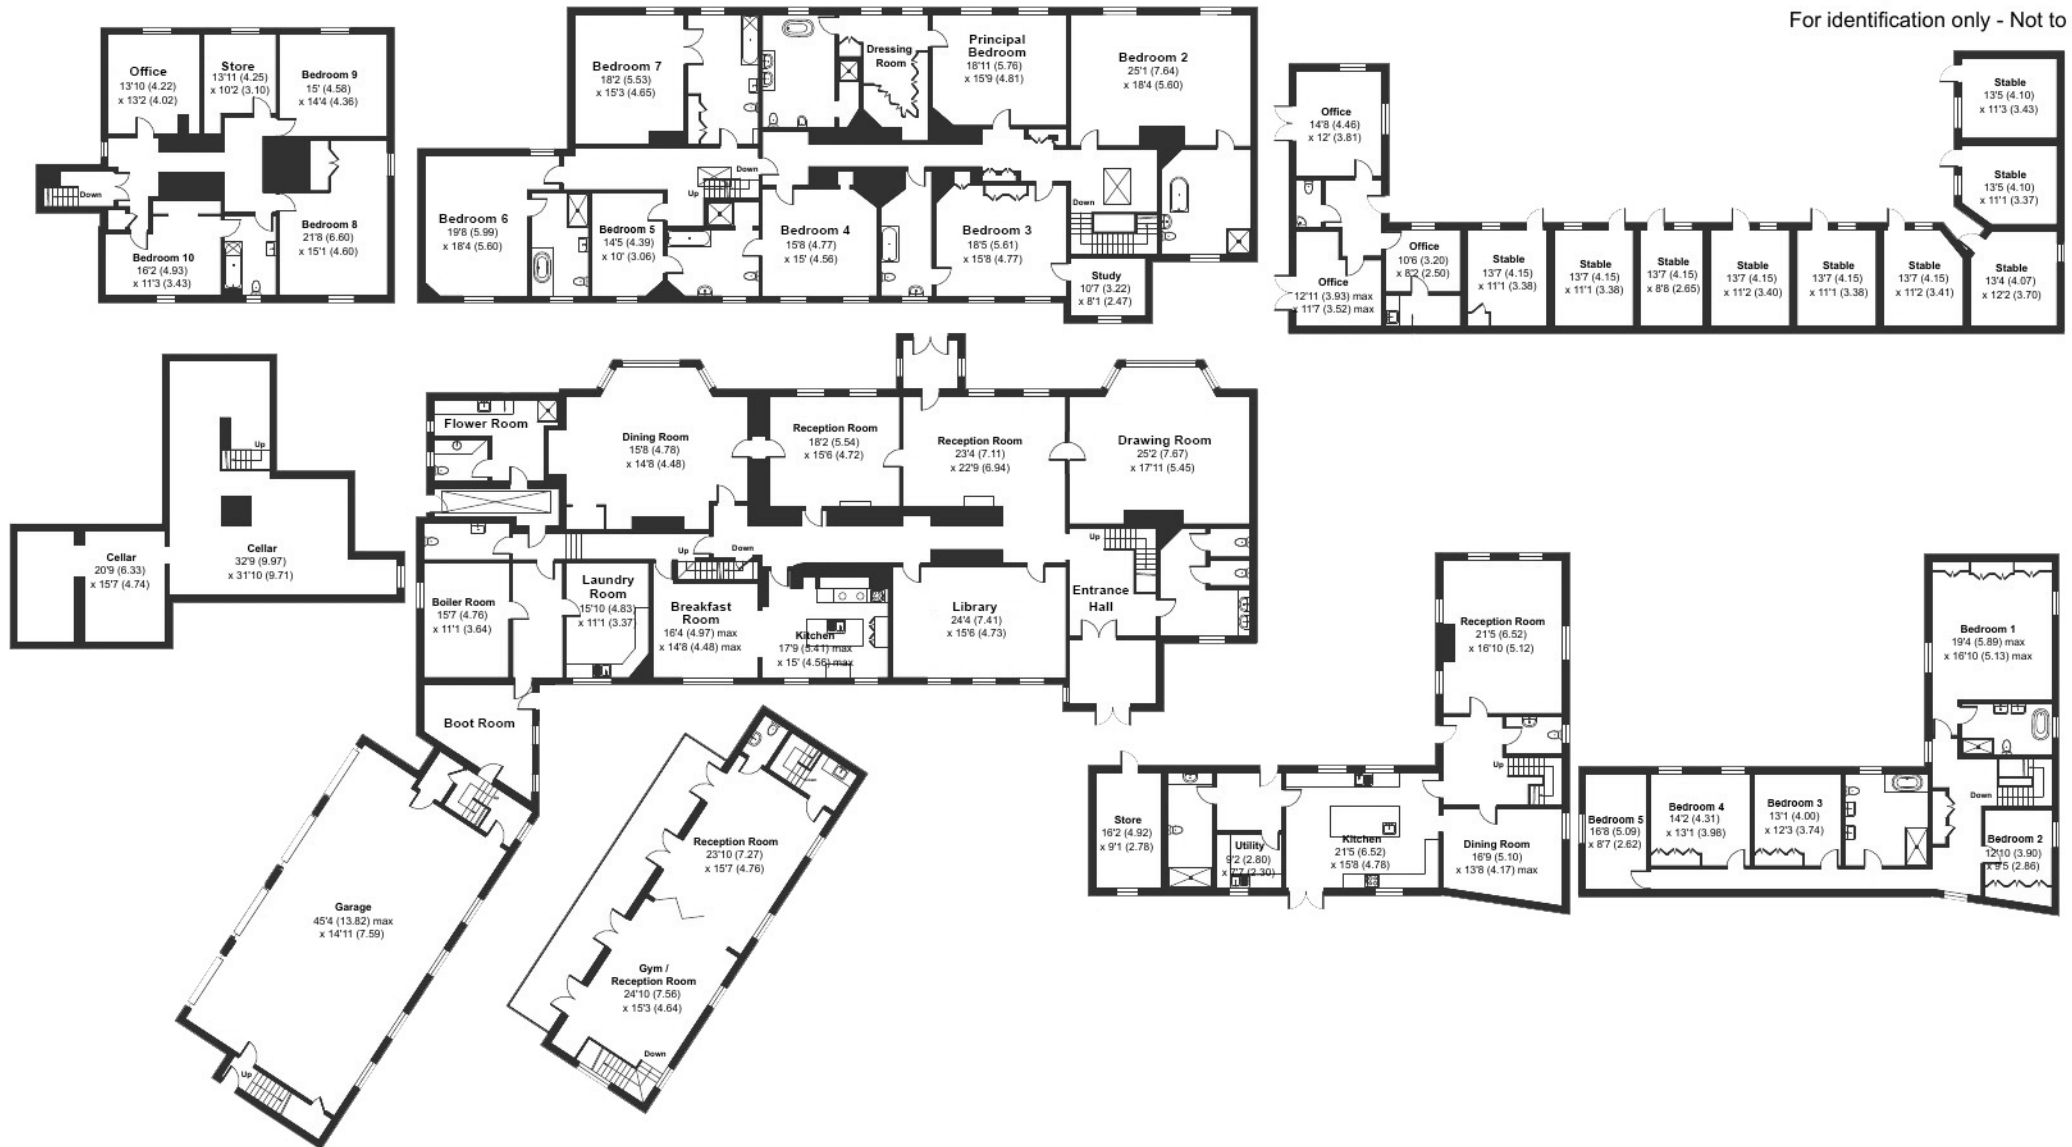 For identification only - Not to
Office
13'10 (4.22)
x 13'2 (4.02)
Store
13'11 (4.25)
x 10'2 (3.10)
Bedroom 9
15' (4.58)
x 14'4 (4.36)
Down
Bedroom 10
16'2 (4.93)
x 11'3 (3.43)
Bedroom 8
21'8 (6.60)
x 15'1 (4.60)
Bedroom 7
18'2 (5.53)
x 15'3 (4.65)
Dressing
Room
Principal
Bedroom
18'11 (5.76)
x 15'9 (4.81)
Bedroom 2
25'1 (7.64)
x 18'4 (5.60)
Down
Up
Down
Bedroom 6
19'8 (5.99)
x 18'4 (5.60)
Bedroom 5
14'5 (4.39)
x 10' (3.06)
Bedroom 4
15'8 (4.77)
x 15' (4.56)
Bedroom 3
18'5 (5.61)
x 15'8 (4.77)
Study
10'7 (3.22)
x 8'1 (2.47)
Office
14'8 (4.46)
x 12' (3.81)
Office
12'11 (3.93) max
x 11'7 (3.52) max
Office
10'6 (3.20)
x 8'2 (2.50)
Stable
13'7 (4.15)
x 11'1 (3.38)
Stable
13'7 (4.15)
x 11'1 (3.38)
Stable
13'7 (4.15)
x 8'8 (2.65)
Stable
13'7 (4.15)
x 11'2 (3.40)
Stable
13'7 (4.15)
x 11'1 (3.38)
Stable
13'7 (4.15)
x 11'2 (3.41)
Stable
13'4 (4.07)
x 12'2 (3.70)
Stable
13'5 (4.10)
x 11'3 (3.43)
Stable
13'5 (4.10)
x 11'1 (3.37)
Up
Cellar
20'9 (6.33)
x 15'7 (4.74)
Cellar
32'9 (9.97)
x 31'10 (9.71)
Flower Room
Dining Room
15'8 (4.78)
x 14'8 (4.48)
Reception Room
18'2 (5.54)
x 15'6 (4.72)
Reception Room
23'4 (7.11)
x 22'9 (6.94)
Drawing Room
25'2 (7.67)
x 17'11 (5.45)
Up
Down
Up
Boiler Room
15'7 (4.76)
x 11'1 (3.64)
Laundry
Room
15'10 (4.83)
x 11'1 (3.37)
Breakfast
Room
16'4 (4.97) max
x 14'8 (4.48) max
Kitchen
17'9 (5.41) max
x 15' (4.56) max
Library
24'4 (7.41)
x 15'6 (4.73)
Entrance
Hall
Boot Room
Garage
45'4 (13.82) max
x 14'11 (7.59)
Up
Reception Room
23'10 (7.27)
x 15'7 (4.76)
Gym /
Reception Room
24'10 (7.56)
x 15'3 (4.64)
Down
Reception Room
21'5 (6.52)
x 16'10 (5.12)
Up
Store
16'2 (4.92)
x 9'1 (2.78)
Utility
9'2 (2.80)
x 7'7 (2.30)
Kitchen
21'5 (6.52)
x 15'8 (4.78)
Dining Room
16'9 (5.10)
x 13'8 (4.17) max
Bedroom 1
19'4 (5.89) max
x 16'10 (5.13) max
Down
Bedroom 5
16'8 (5.09)
x 8'7 (2.62)
Bedroom 4
14'2 (4.31)
x 13'1 (3.98)
Bedroom 3
13'1 (4.00)
x 12'3 (3.74)
Bedroom 2
12'10 (3.90)
x 9'5 (2.86)